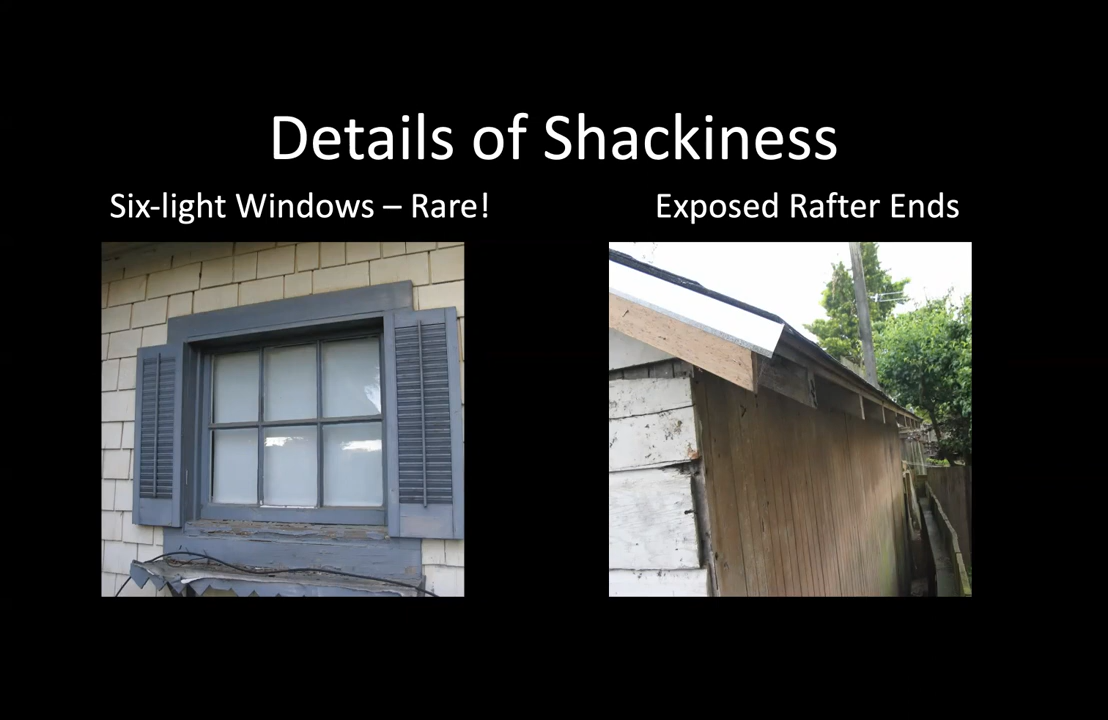 Details of Shackiness
Six-light Windows – Rare!
Exposed Rafter Ends